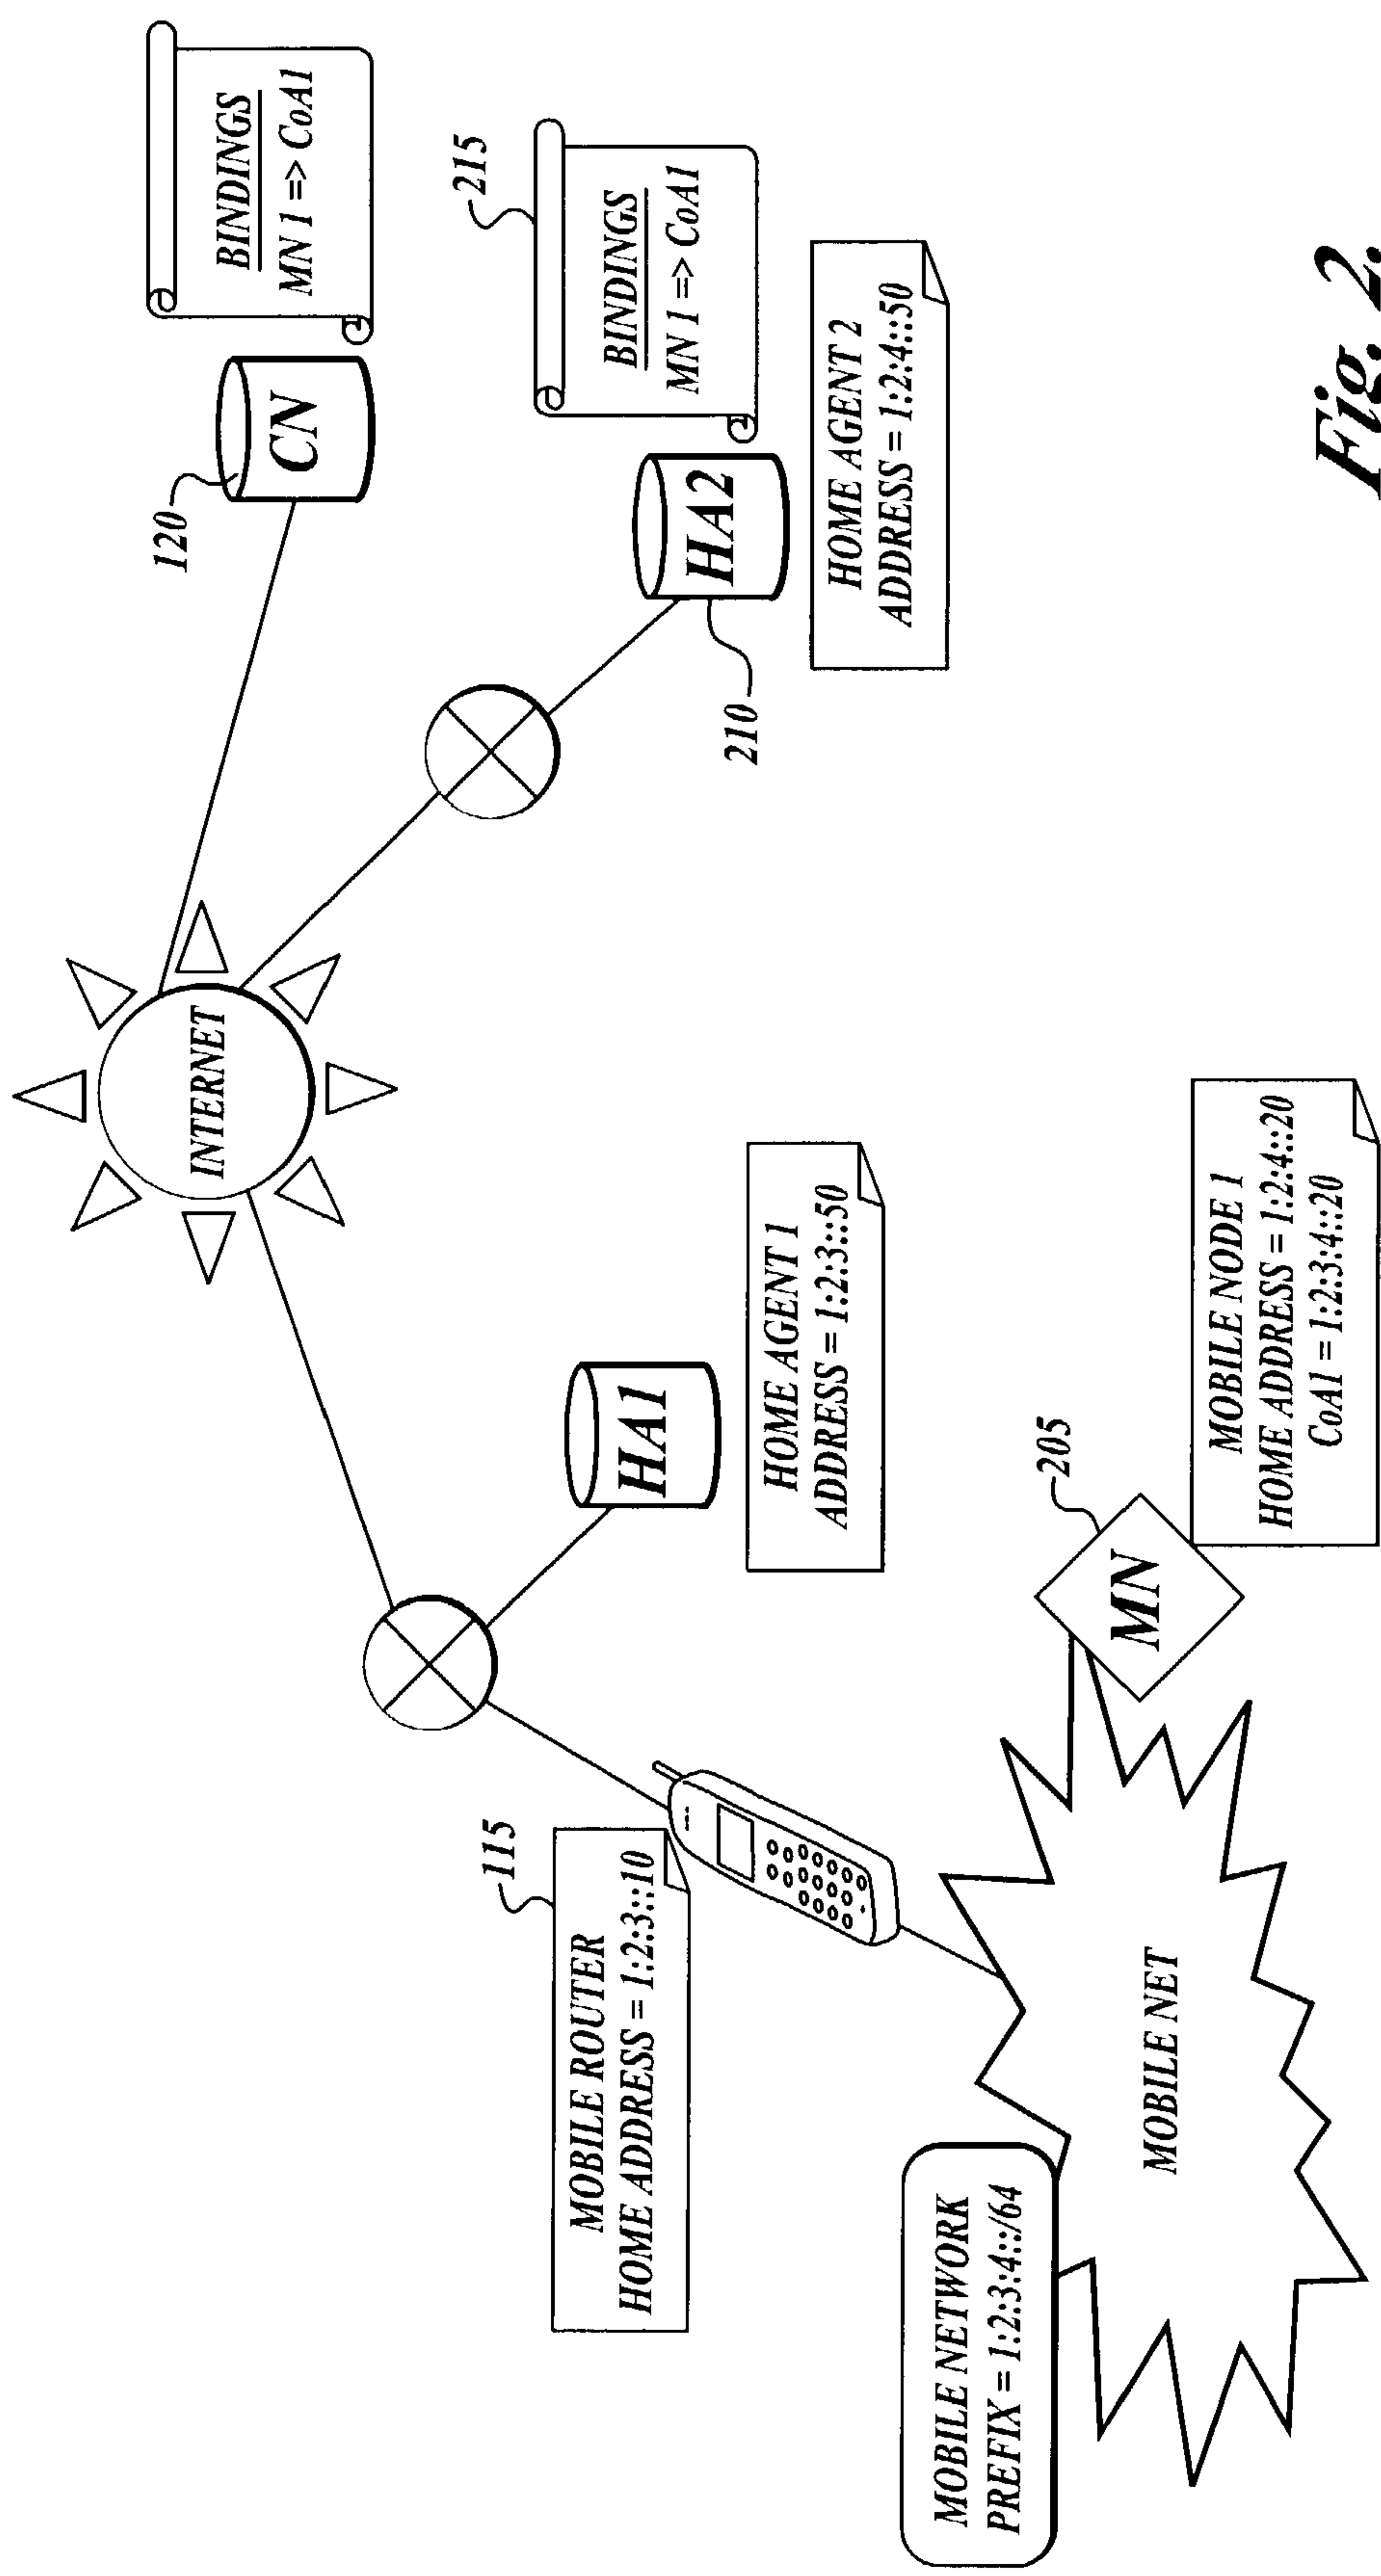 INTERNET
120
CN
BINDINGS
MN 1 => CoA1
215
BINDINGS
MN 1 => CoA1
HA2
210
HOME AGENT 2
ADDRESS = 1:2:4::50
HA1
HOME AGENT 1
ADDRESS = 1:2:3::50
115
MOBILE ROUTER
HOME ADDRESS = 1:2:3::10
MOBILE NETWORK
PREFIX = 1:2:3:4::/64
MOBILE NET
205
MN
MOBILE NODE 1
HOME ADDRESS = 1:2:4::20
CoA1 = 1:2:3:4::20
Fig. 2.